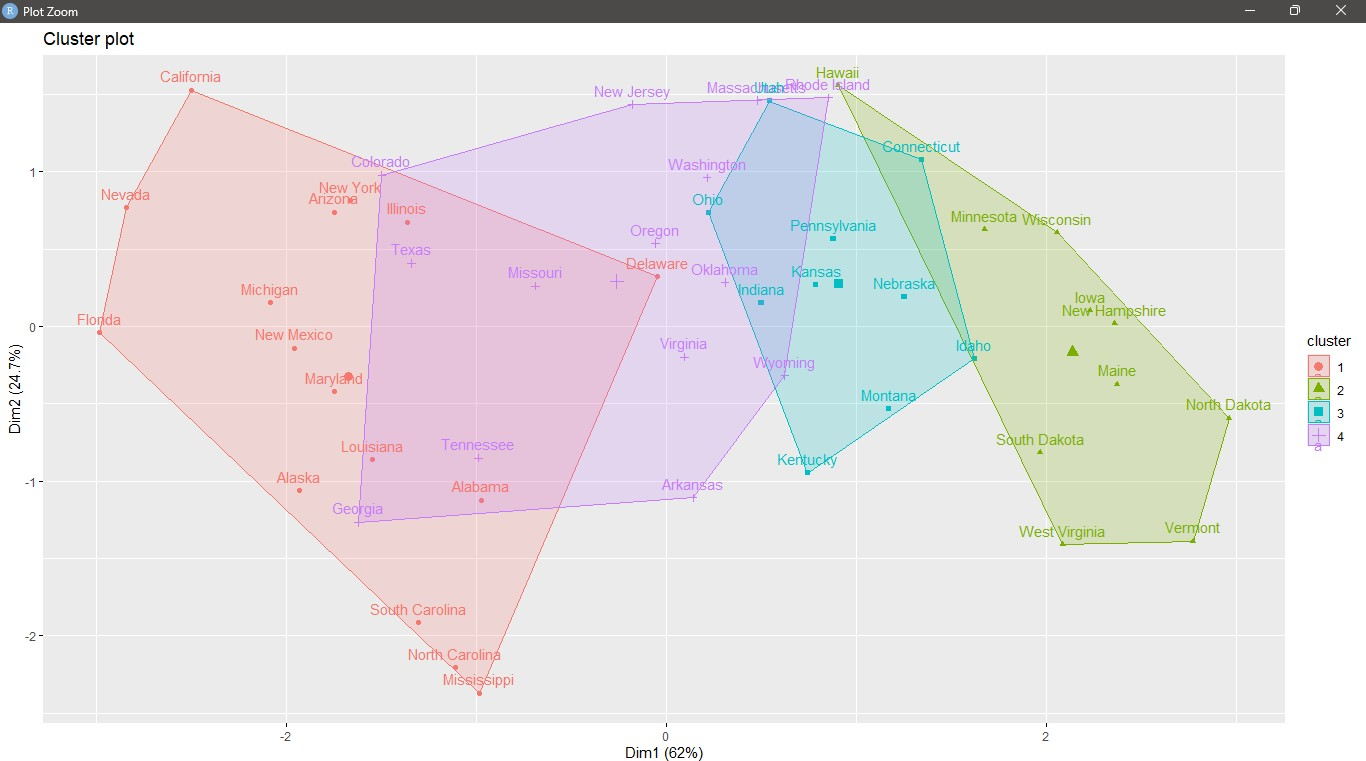 R Plot Zoom
Cluster plot
California
Hawaii
Rhode Island
Massachusetts
Utah
New Jersey
Connecticut
Colorado
Washington
New York
Nevada
Arizona
Illinois
Ohio
Minnesota
Wisconsin
Pennsylvania
Oregon
Texas
Delaware
Missouri
Oklahoma
Kansas
Nebraska
Michigan
Indiana
Iowa
New Hampshire
Florida
New Mexico
Virginia
Idaho
Wyoming
Maine
Maryland
Montana
North Dakota
South Dakota
Louisiana
Tennessee
Kentucky
Alaska
Alabama
Arkansas
Georgia
West Virginia
Vermont
South Carolina
North Carolina
Mississippi
1
0
-1
-2
Dim2 (24.7%)
-2
0
2
Dim1 (62%)
cluster
1
2
3
4
a